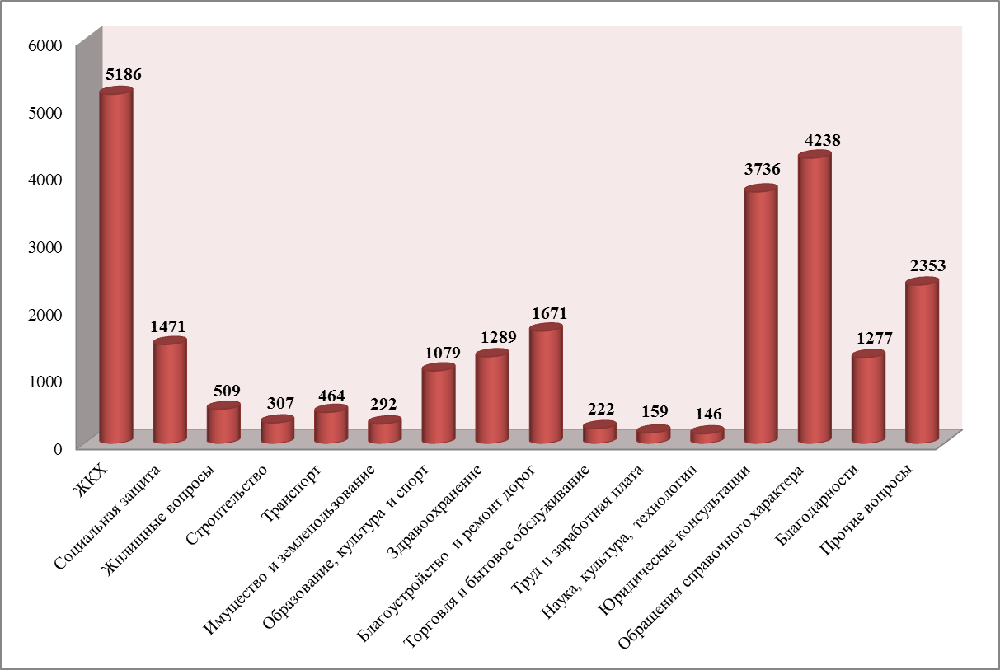 6000
5000
4000
3000
2000
1000
0
5186
1471
509
307
464
292
1079
1289
1671
222
159
146
3736
4238
1277
2353
ЖКХ
Социальная защита
Жилищные вопросы
Строительство
Транспорт
Имущество и землепользование
Образование, культура и спорт
Здравоохранение
Благоустройство и ремонт дорог
Торговля и бытовое обслуживание
Труд и заработная плата
Наука, культура, технологии
Юридические консультации
Обращения справочного характера
Благодарности
Прочие вопросы